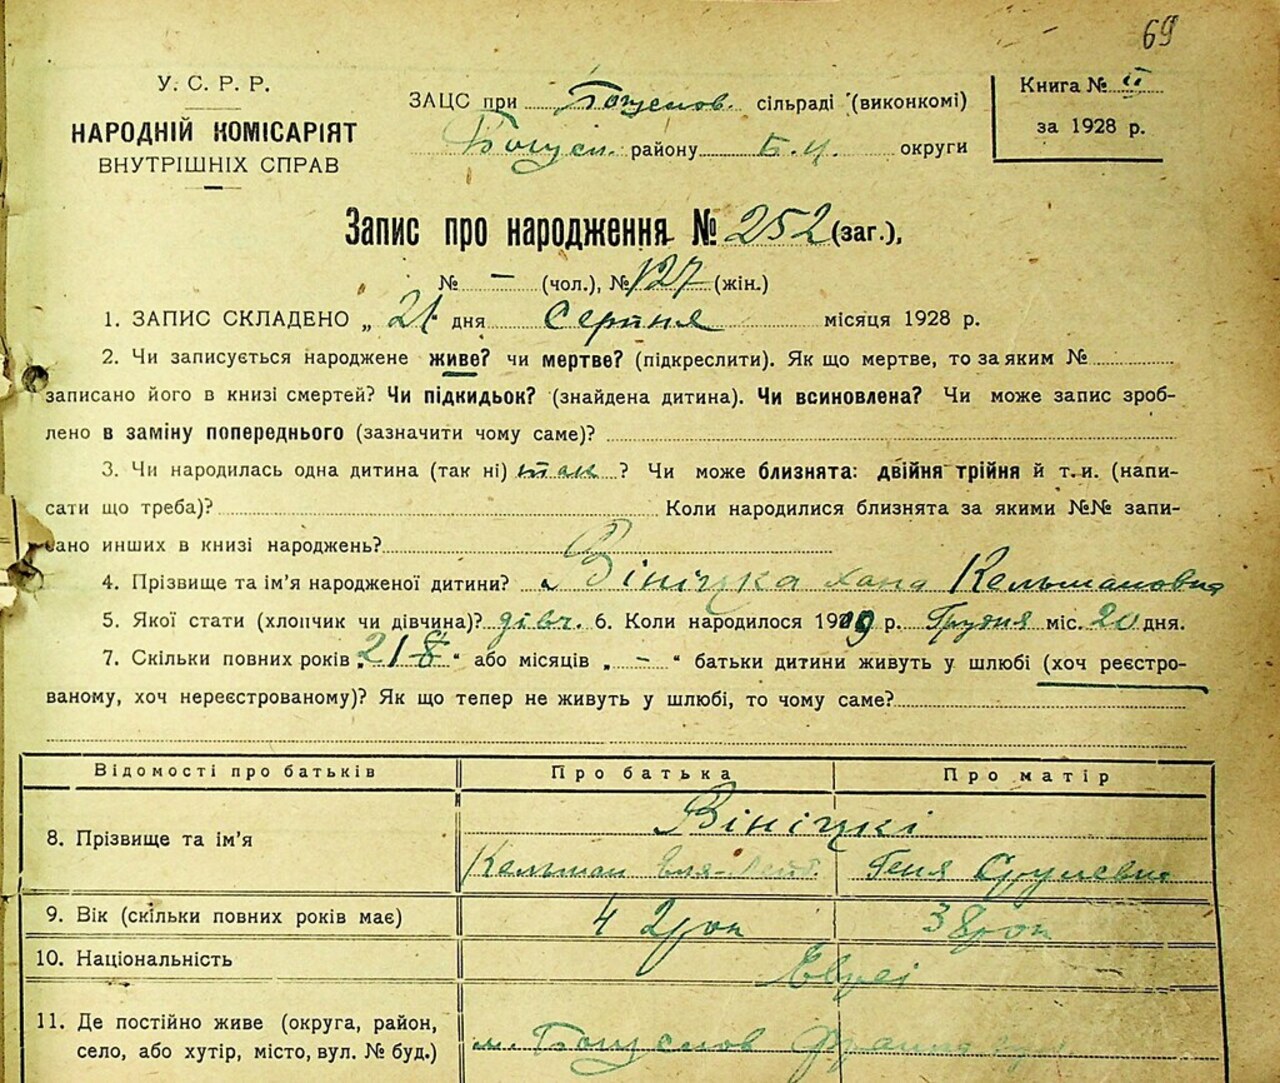 69
У. С. Р. Р.
НАРОДНІЙ КОМІСАРІЯТ
ВНУТРІШНІХ СПРАВ
ЗАЦС при Богуслов. сільраді (виконкомі)
Богусл. району Б.Ц. округи
Книга № II
за 1928 р.
Запис про народження № 252 (заг.),
№ — (чол.), № 127 (жін.)
1. ЗАПИС СКЛАДЕНО „ 21 дня Серпня місяця 1928 р.
2. Чи записується народжене живе? чи мертве? (підкреслити). Як що мертве, то за яким №
записано його в книзі смертей? Чи підкидьок? (знайдена дитина). Чи всиновлена? Чи може запис зроб-
лено в заміну попереднього (зазначити чому саме)?
3. Чи народилась одна дитина (так ні) так ? Чи може близнята: двійня трійня й т. и. (напи-
сати що треба)? Коли народилися близнята за якими №№ запи-
сано инших в книзі народжень?
4. Прізвище та ім’я народженої дитини? Вініцка Хана Кельмановна
5. Якої стати (хлопчик чи дівчина)? дівч. 6. Коли народилося 1909 р. Грудня міс. 20 дня.
7. Скільки повних років „ 21 “ або місяців „ — “ батьки дитини живуть у шлюбі (хоч реєстро-
ваному, хоч нереєстрованому)? Як що тепер не живуть у шлюбі, то чому саме?
Відомості про батьків Про батька Про матір
8. Прізвище та ім’я Вініцкі
Кельман Геня Срулевна
9. Вік (скільки повних років має) 42 рок 38 рок
10. Національність Евреі
11. Де постійно живе (округа, район,
село, або хутір, місто, вул. № буд.) м. Богуслов